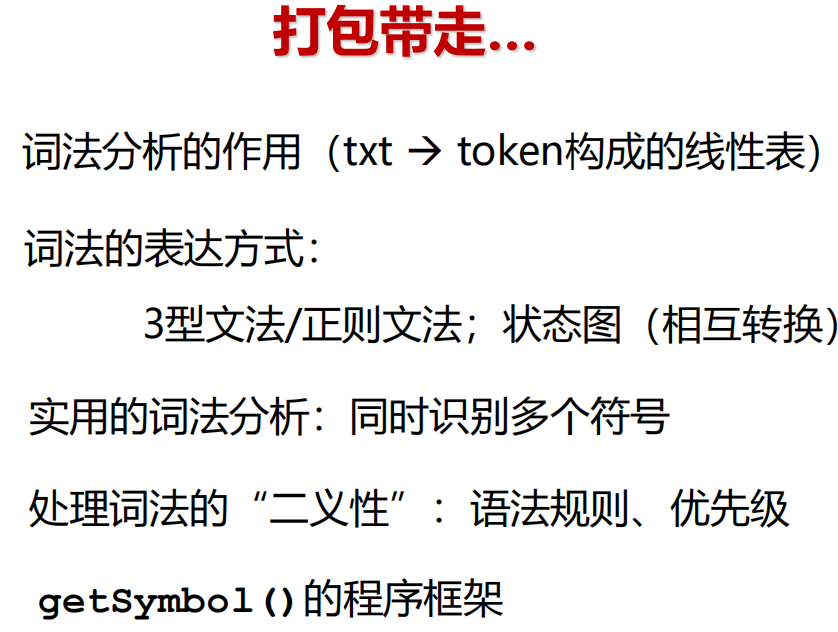 打包带走...
词法分析的作用（txt → token构成的线性表）
词法的表达方式：
3型文法/正则文法；状态图（相互转换）
实用的词法分析：同时识别多个符号
处理词法的“二义性”：语法规则、优先级
getSymbol()的程序框架